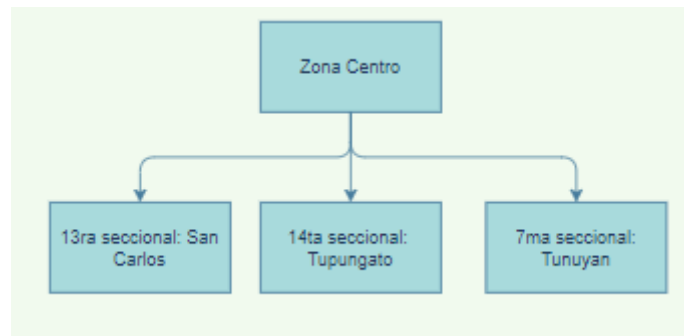 Zona Centro
13ra seccional: San
Carlos
14ta seccional:
Tupungato
7ma seccional:
Tunuyan